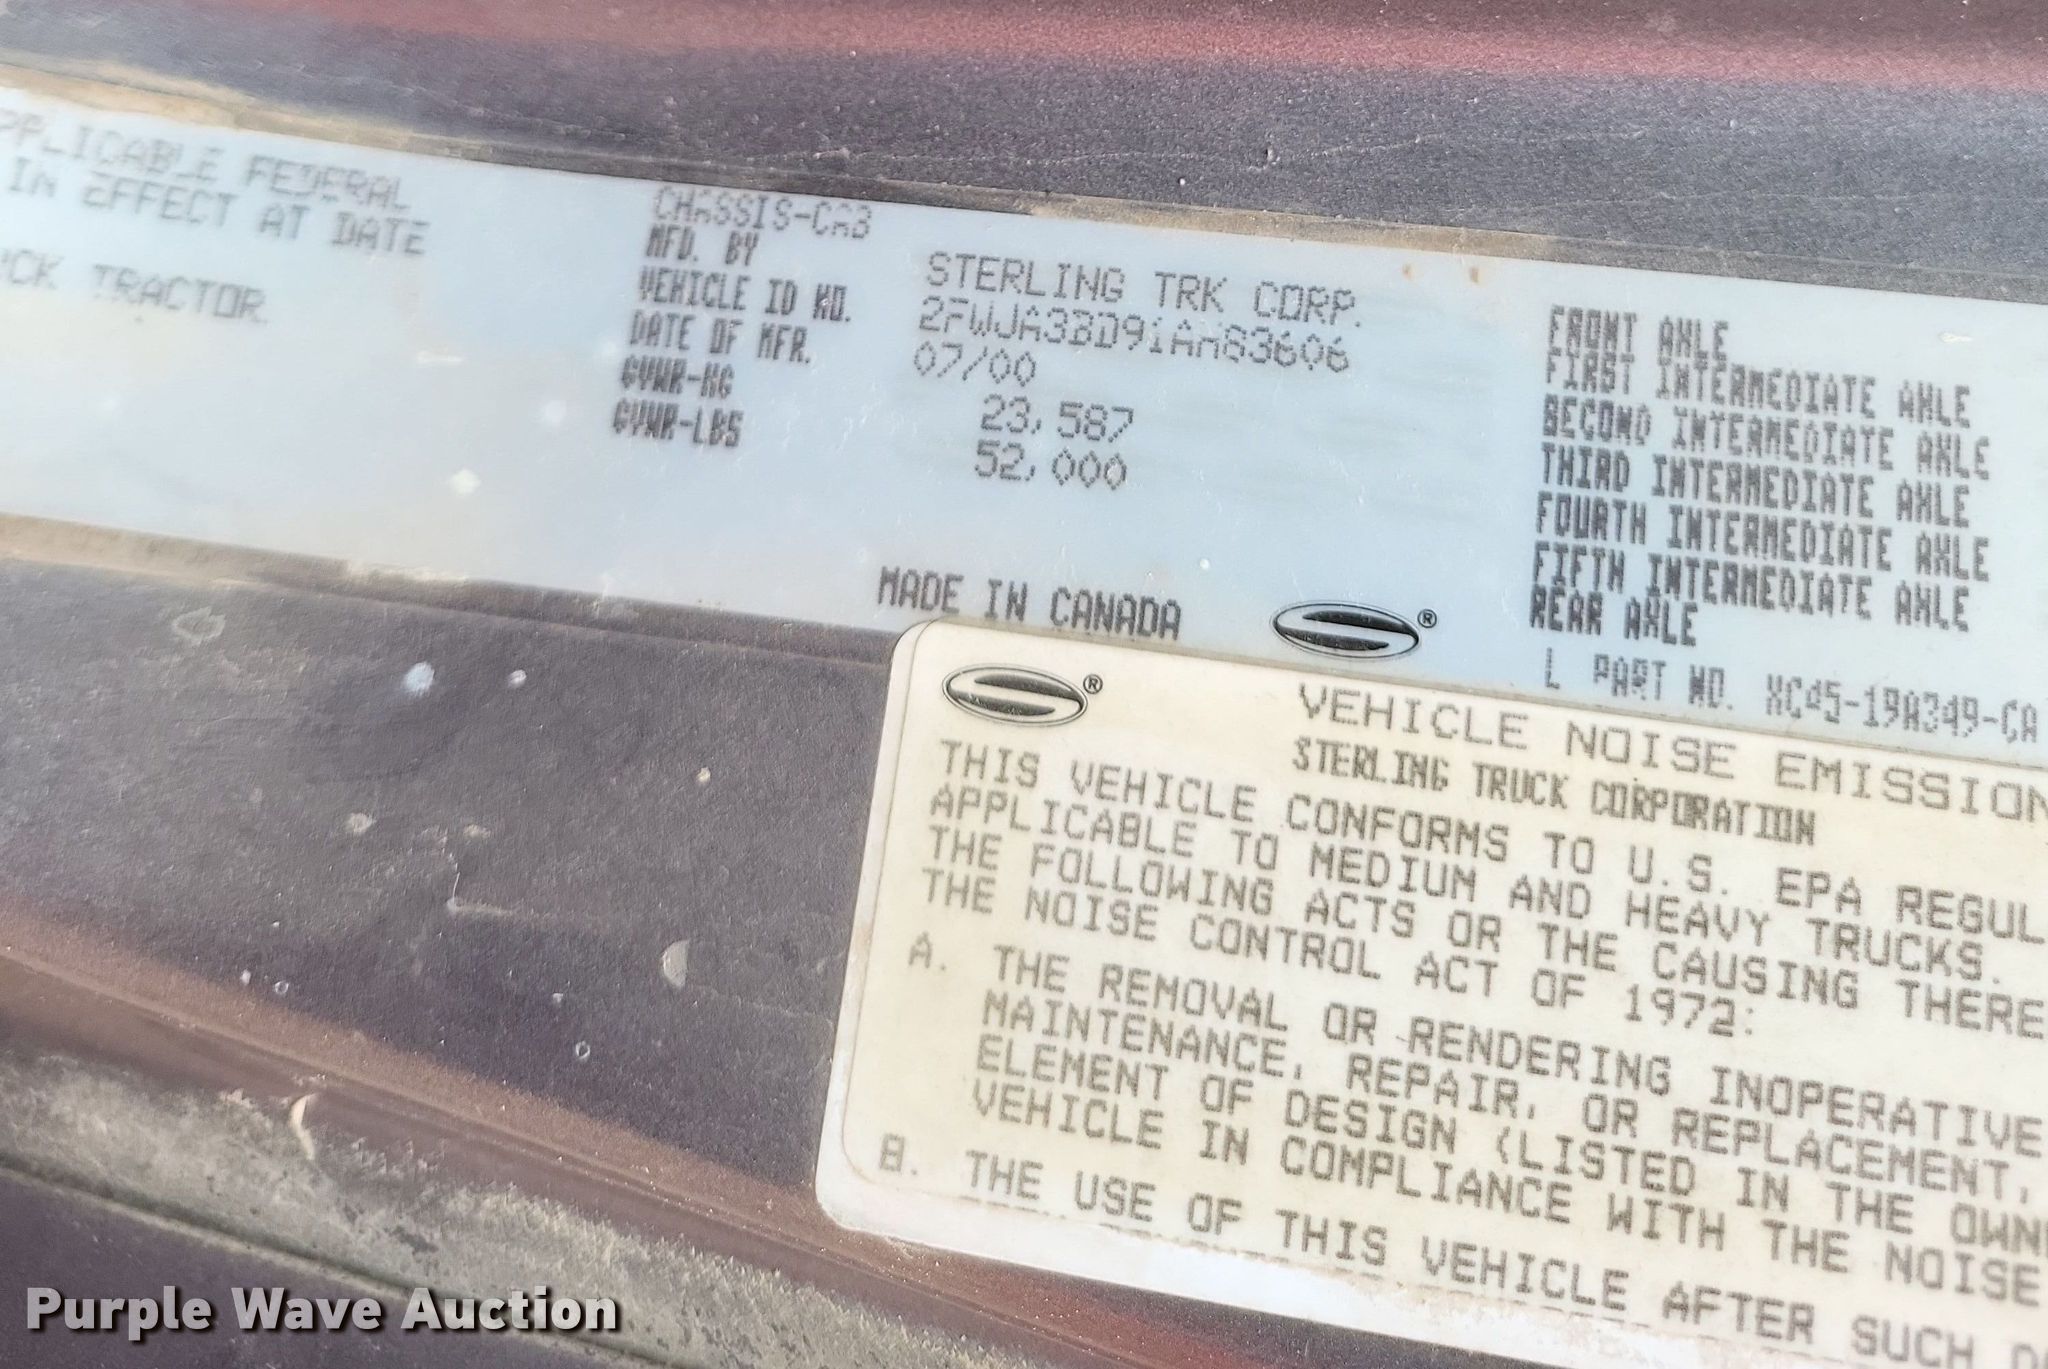 PPLICABLE FEDERAL
IN EFFECT AT DATE
CK TRACTOR
CHASSIS-CAB
MFD. BY STERLING TRK CORP.
VEHICLE ID NO. 2FWJA3BD91AH83606
DATE OF MFR. 07/00
GVWR-KG 23,587
GVWR-LBS 52,000
MADE IN CANADA
FRONT AXLE
FIRST INTERMEDIATE AXLE
SECOND INTERMEDIATE AXLE
THIRD INTERMEDIATE AXLE
FOURTH INTERMEDIATE AXLE
FIFTH INTERMEDIATE AXLE
REAR AXLE
L PART NO. XC45-19A349-CA
VEHICLE NOISE EMISSION
STERLING TRUCK CORPORATION
THIS VEHICLE CONFORMS TO U.S. EPA REGUL
APPLICABLE TO MEDIUM AND HEAVY TRUCKS.
THE FOLLOWING ACTS OR THE CAUSING THERE
THE NOISE CONTROL ACT OF 1972:
A. THE REMOVAL OR RENDERING INOPERATIVE
MAINTENANCE, REPAIR, OR REPLACEMENT,
ELEMENT OF DESIGN (LISTED IN THE OWN
VEHICLE IN COMPLIANCE WITH THE NOISE
B. THE USE OF THIS VEHICLE AFTER SUCH D
Purple Wave Auction